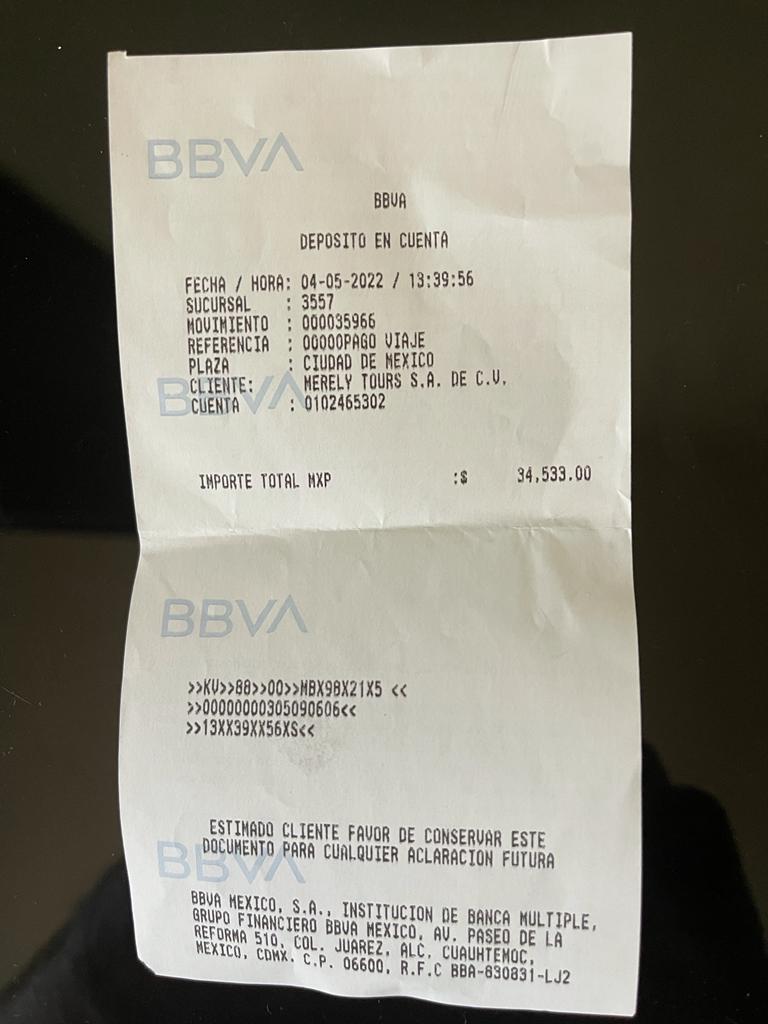 BBVA
BBVA
DEPOSITO EN CUENTA
FECHA / HORA: 04-05-2022 / 13:39:56
SUCURSAL : 3557
MOVIMIENTO : 000035966
REFERENCIA : 00000PAGO VIAJE
PLAZA : CIUDAD DE MEXICO
CLIENTE: MERELY TOURS S.A. DE C.V.
BBVA
CUENTA : 0102465302
IMPORTE TOTAL MXP :$ 34,533.00
BBVA
>>KV>>88>>00>>MBX98X21X5 <<
>>00000000305090606<<
>>13XX39XX56XS<<
ESTIMADO CLIENTE FAVOR DE CONSERVAR ESTE
DOCUMENTO PARA CUALQUIER ACLARACION FUTURA
BBVA
BBVA MEXICO, S.A., INSTITUCION DE BANCA MULTIPLE,
GRUPO FINANCIERO BBVA MEXICO, AV. PASEO DE LA
REFORMA 510, COL. JUAREZ, ALC. CUAUHTEMOC,
MEXICO, CDMX. C.P. 06600, R.F.C BBA-830831-LJ2